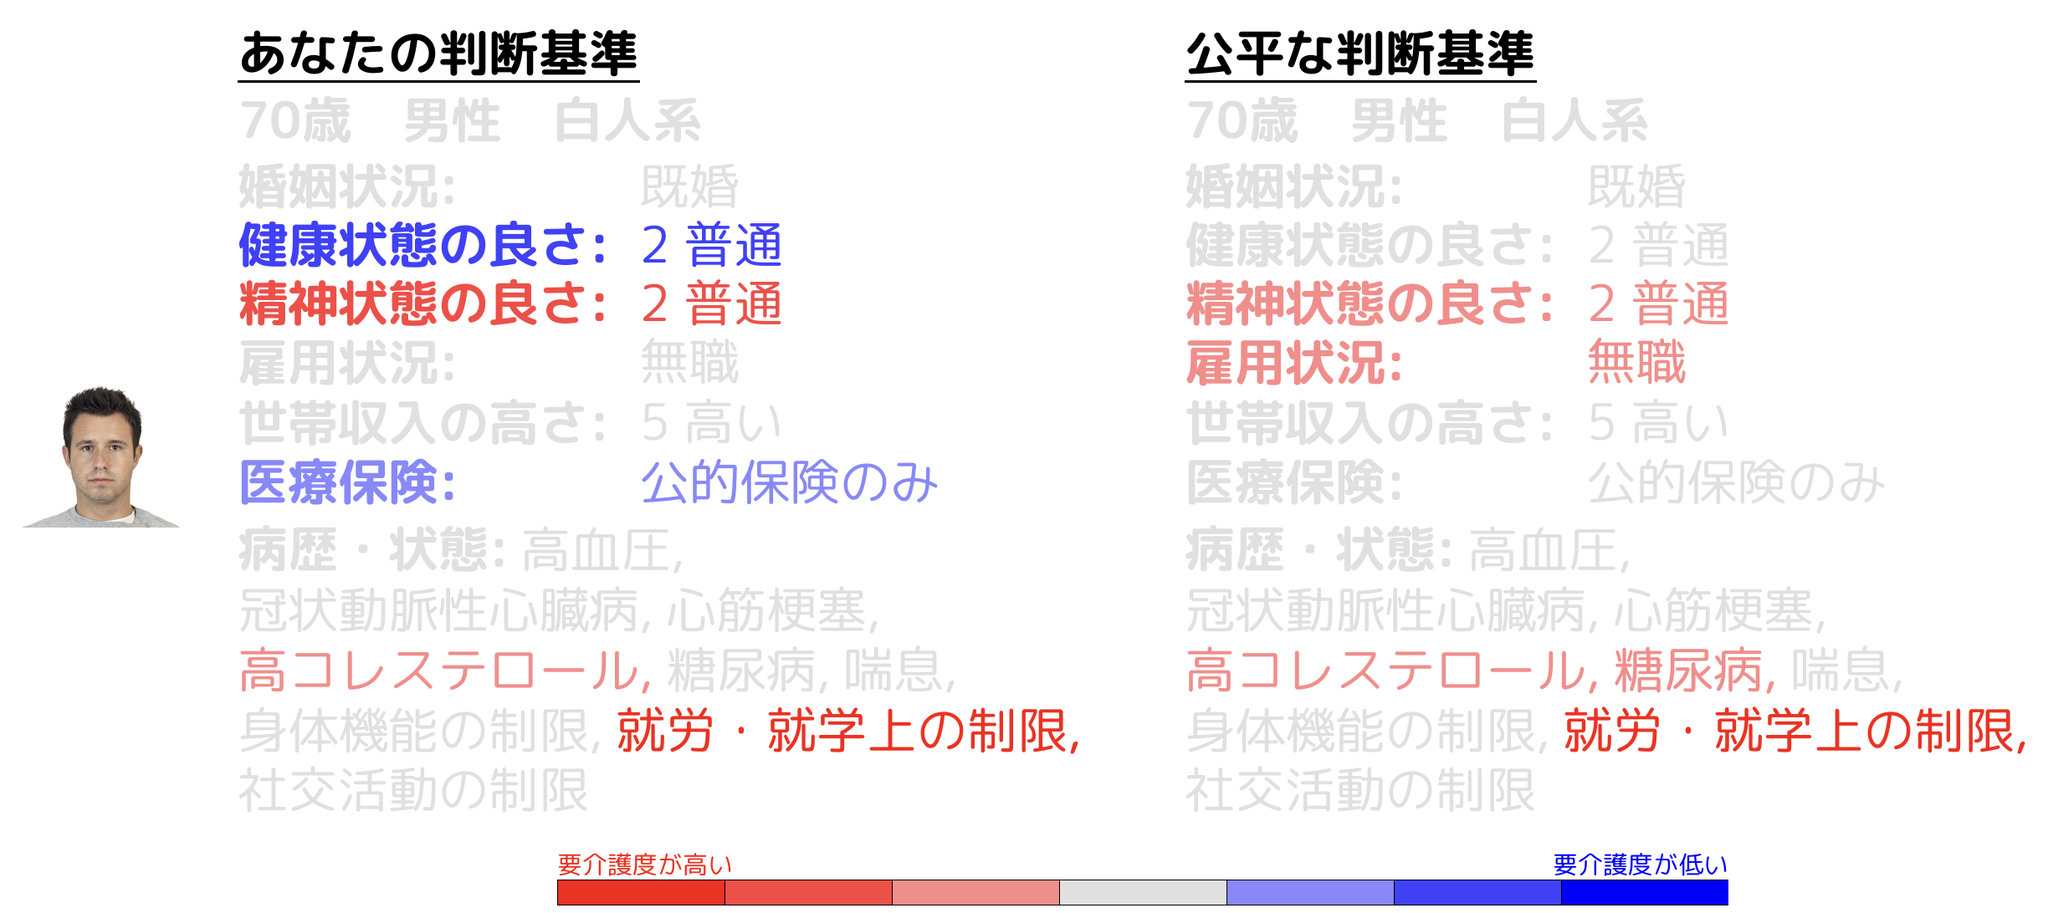 あなたの判断基準
70歳 男性 白人系
婚姻状況: 既婚
健康状態の良さ: 2 普通
精神状態の良さ: 2 普通
雇用状況: 無職
世帯収入の高さ: 5 高い
医療保険: 公的保険のみ
病歴・状態: 高血圧,
冠状動脈性心臓病, 心筋梗塞,
高コレステロール, 糖尿病, 喘息,
身体機能の制限, 就労・就学上の制限,
社交活動の制限
公平な判断基準
70歳 男性 白人系
婚姻状況: 既婚
健康状態の良さ: 2 普通
精神状態の良さ: 2 普通
雇用状況: 無職
世帯収入の高さ: 5 高い
医療保険: 公的保険のみ
病歴・状態: 高血圧,
冠状動脈性心臓病, 心筋梗塞,
高コレステロール, 糖尿病, 喘息,
身体機能の制限, 就労・就学上の制限,
社交活動の制限
要介護度が高い
要介護度が低い